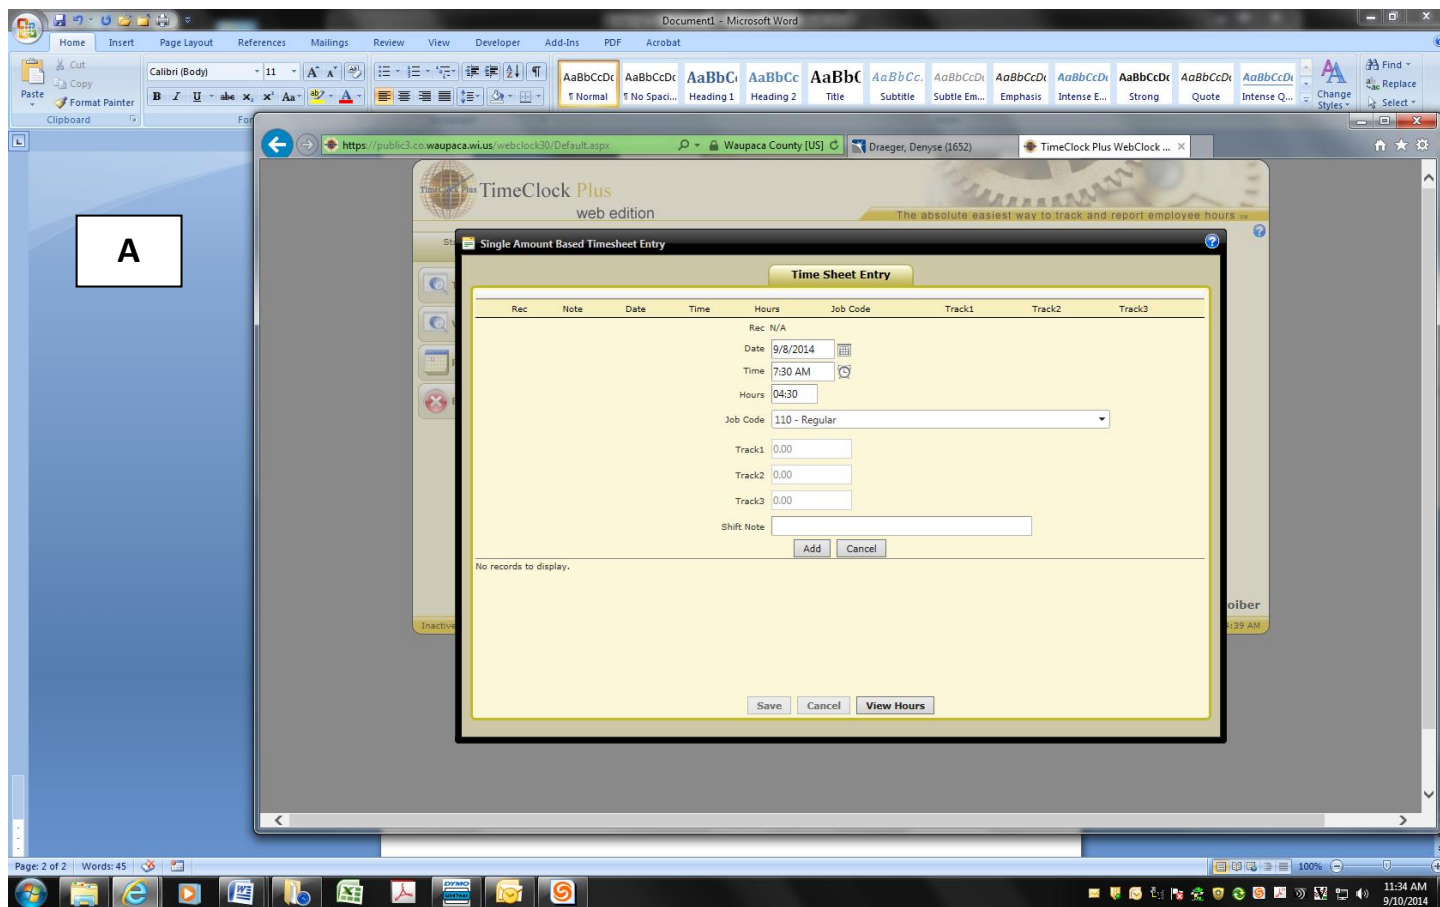 Document1 - Microsoft Word
Home Insert Page Layout References Mailings Review View Developer Add-Ins PDF Acrobat
Cut
Copy
Paste
Format Painter
Clipboard
Calibri (Body) 11
AaBbCcDc AaBbCcDc AaBbC AaBbCc AaBbC AaBbCc. AaBbCcDc AaBbCcDc AaBbCcDc AaBbCcDc AaBbCcDc AaBbCcDc
¶ Normal ¶ No Spaci... Heading 1 Heading 2 Title Subtitle Subtle Em... Emphasis Intense E... Strong Quote Intense Q...
Change Styles
Find
Replace
Select
https://public3.co.waupaca.wi.us/webclock30/Default.aspx
Waupaca County [US]
Draeger, Denyse (1652)
TimeClock Plus WebClock ...
A
TimeClock Plus
web edition
The absolute easiest way to track and report employee hours
Single Amount Based Timesheet Entry
Time Sheet Entry
Rec Note Date Time Hours Job Code Track1 Track2 Track3
Rec N/A
Date 9/8/2014
Time 7:30 AM
Hours 04:30
Job Code 110 - Regular
Track1 0.00
Track2 0.00
Track3 0.00
Shift Note
Add Cancel
No records to display.
oiber
Inactive
:39 AM
Save Cancel View Hours
Page: 2 of 2 Words: 45
100%
DYMO
11:34 AM
9/10/2014